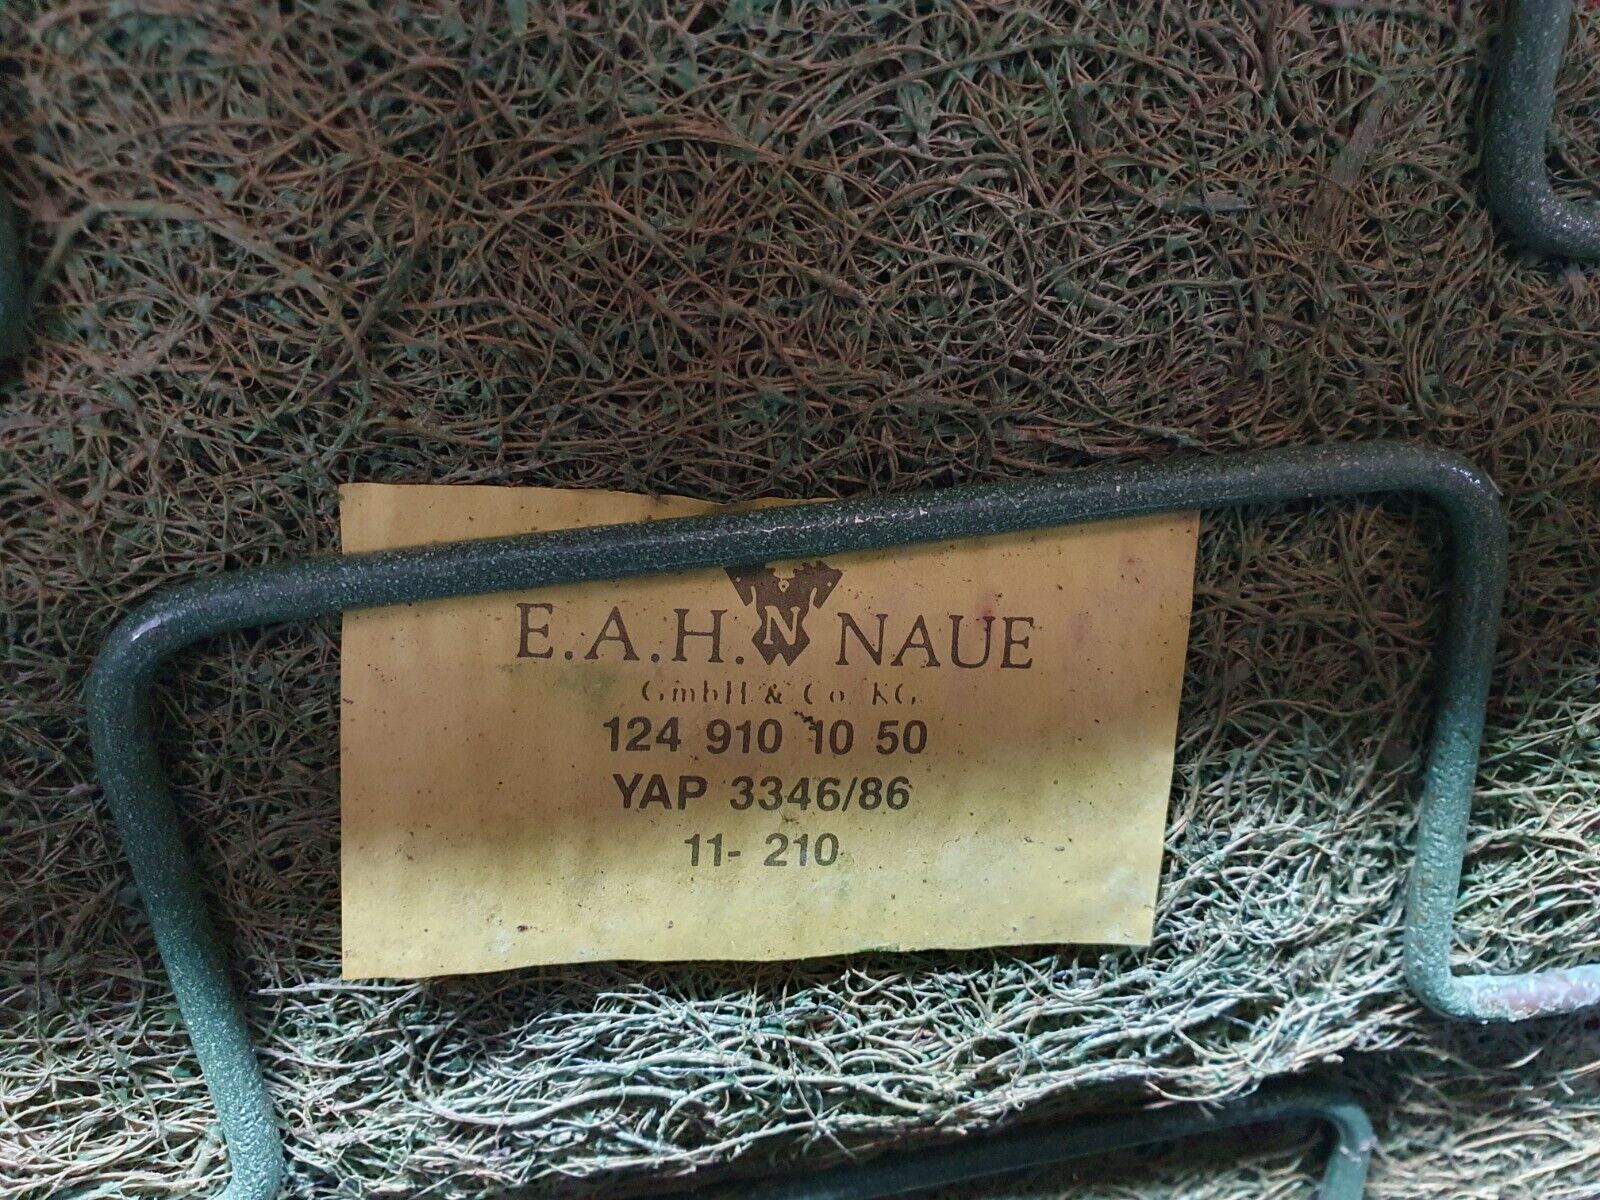 E.A.H. N NAUE
GmbH & Co KG.
124 910 10 50
YAP 3346/86
11- 210